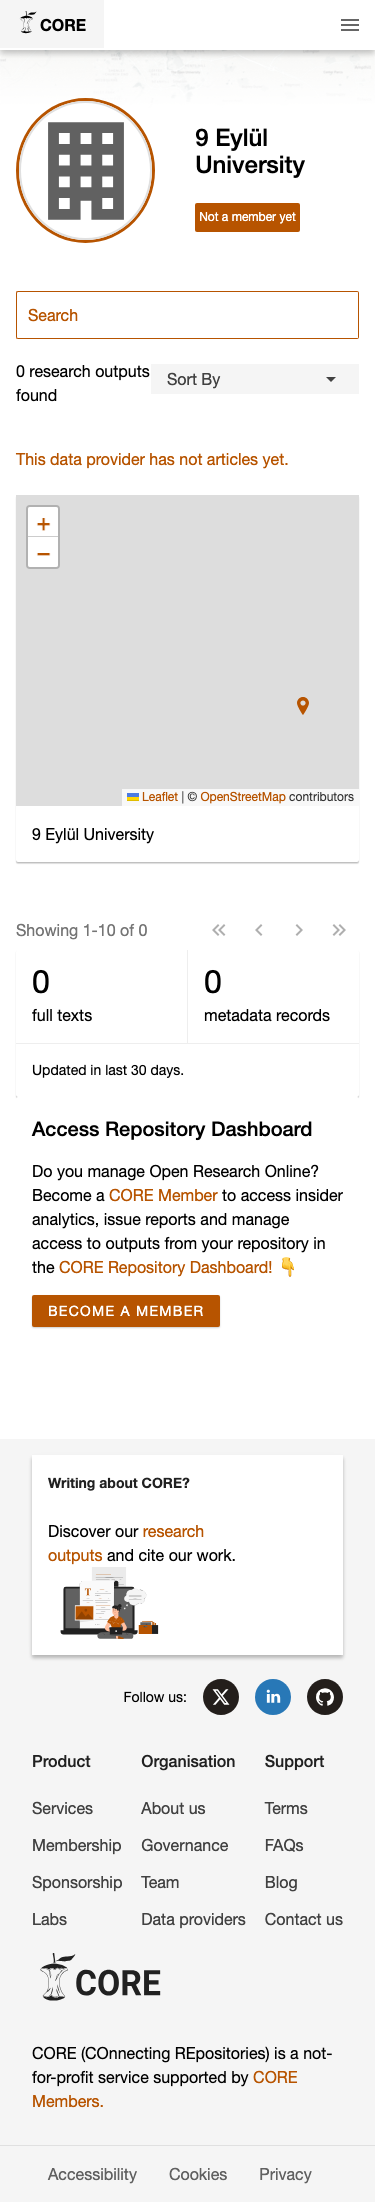 CORE
9 Eylül
University
Not a member yet
Search
0 research outputs
found
Sort By
This data provider has not articles yet.
+
−
Leaflet | © OpenStreetMap contributors
9 Eylül University
Showing 1-10 of 0
0
full texts
0
metadata records
Updated in last 30 days.
Access Repository Dashboard
Do you manage Open Research Online?
Become a CORE Member to access insider
analytics, issue reports and manage
access to outputs from your repository in
the CORE Repository Dashboard! 👇
BECOME A MEMBER
Writing about CORE?
Discover our research
outputs and cite our work.
T
Follow us:
X
in
Product
Organisation
Support
Services
About us
Terms
Membership
Governance
FAQs
Sponsorship
Team
Blog
Labs
Data providers
Contact us
CORE
CORE (COnnecting REpositories) is a not-
for-profit service supported by CORE
Members.
Accessibility
Cookies
Privacy